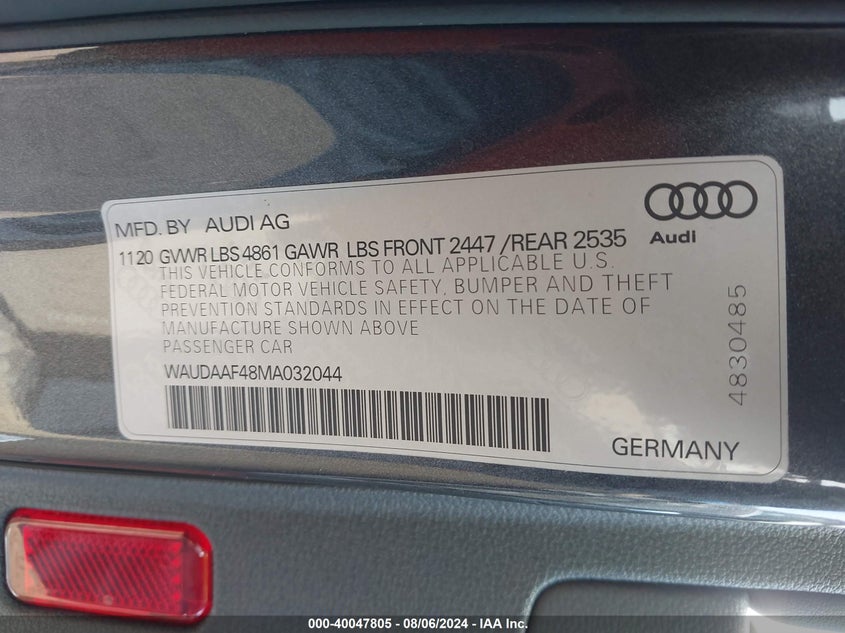 MFD. BY AUDI AG
Audi
1120 GVWR LBS 4861 GAWR LBS FRONT 2447 /REAR 2535
THIS VEHICLE CONFORMS TO ALL APPLICABLE U.S.
FEDERAL MOTOR VEHICLE SAFETY, BUMPER AND THEFT
PREVENTION STANDARDS IN EFFECT ON THE DATE OF
MANUFACTURE SHOWN ABOVE
PASSENGER CAR
WAUDAAF48MA032044
4830485
GERMANY
000-40047805 - 08/06/2024 - IAA Inc.